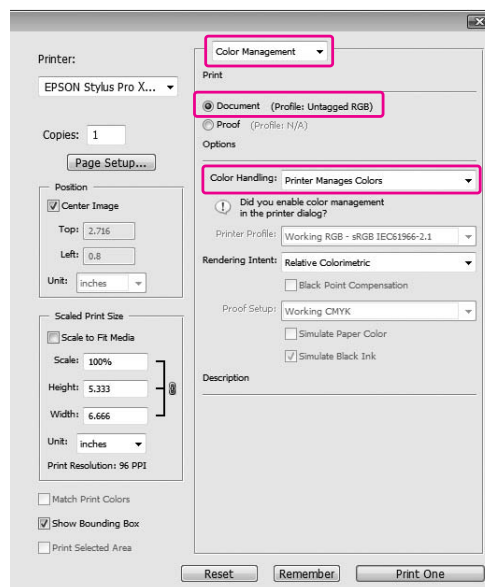 Printer:
EPSON Stylus Pro X...
Copies: 1
Page Setup...
Position
Center Image
Top: 2.716
Left: 0.8
Unit: inches
Scaled Print Size
Scale to Fit Media
Scale: 100%
Height: 5.333
Width: 6.666
Unit: inches
Print Resolution: 96 PPI
Match Print Colors
Show Bounding Box
Print Selected Area
Color Management
Print
Document (Profile: Untagged RGB)
Proof (Profile: N/A)
Options
Color Handling: Printer Manages Colors
Did you enable color management
in the printer dialog?
Printer Profile: Working RGB - sRGB IEC61966-2.1
Rendering Intent: Relative Colorimetric
Black Point Compensation
Proof Setup: Working CMYK
Simulate Paper Color
Simulate Black Ink
Description
Reset Remember Print One